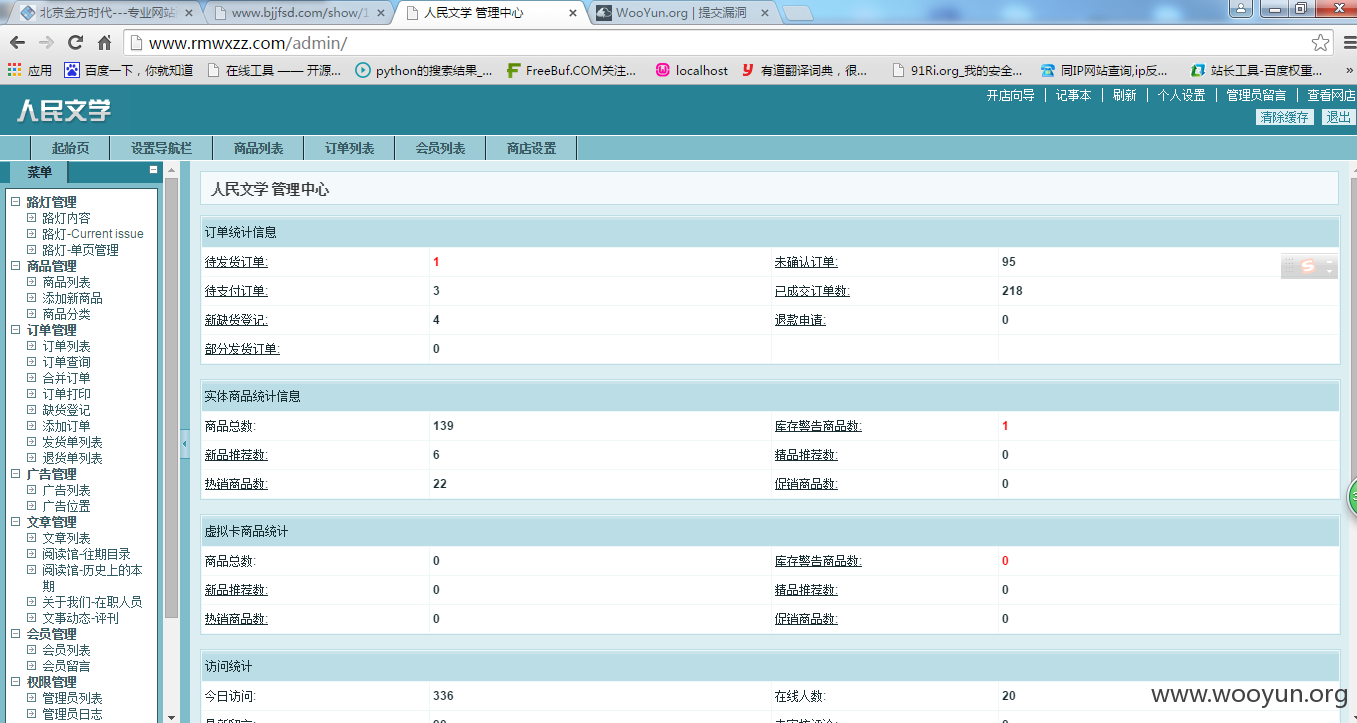 北京金方时代---专业网站
www.bjjfsd.com/show/1
人民文学 管理中心
WooYun.org | 提交漏洞
www.rmwxzz.com/admin/
应用 百度一下，你就知道 在线工具 —— 开源... python的搜索结果_... FreeBuf.COM关注... localhost 有道翻译词典，很... 91Ri.org_我的安全... 同IP网站查询,ip反... 站长工具-百度权重... »
人民文学
开店向导 记事本 刷新 个人设置 管理员留言 查看网店
清除缓存 退出
起始页 设置导航栏 商品列表 订单列表 会员列表 商店设置
菜单
路灯管理
路灯内容
路灯-Current issue
路灯-单页管理
商品管理
商品列表
添加新商品
商品分类
订单管理
订单列表
订单查询
合并订单
订单打印
缺货登记
添加订单
发货单列表
退货单列表
广告管理
广告列表
广告位置
文章管理
文章列表
阅读馆-往期目录
阅读馆-历史上的本
期
关于我们-在职人员
文事动态-评刊
会员管理
会员列表
会员留言
权限管理
管理员列表
管理员日志
人民文学 管理中心
订单统计信息
待发货订单: 1 未确认订单: 95
待支付订单: 3 已成交订单数: 218
新缺货登记: 4 退款申请: 0
部分发货订单: 0
实体商品统计信息
商品总数: 139 库存警告商品数: 1
新品推荐数: 6 精品推荐数: 0
热销商品数: 22 促销商品数: 0
虚拟卡商品统计
商品总数: 0 库存警告商品数: 0
新品推荐数: 0 精品推荐数: 0
热销商品数: 0 促销商品数: 0
访问统计
今日访问: 336 在线人数: 20
www.wooyun.org